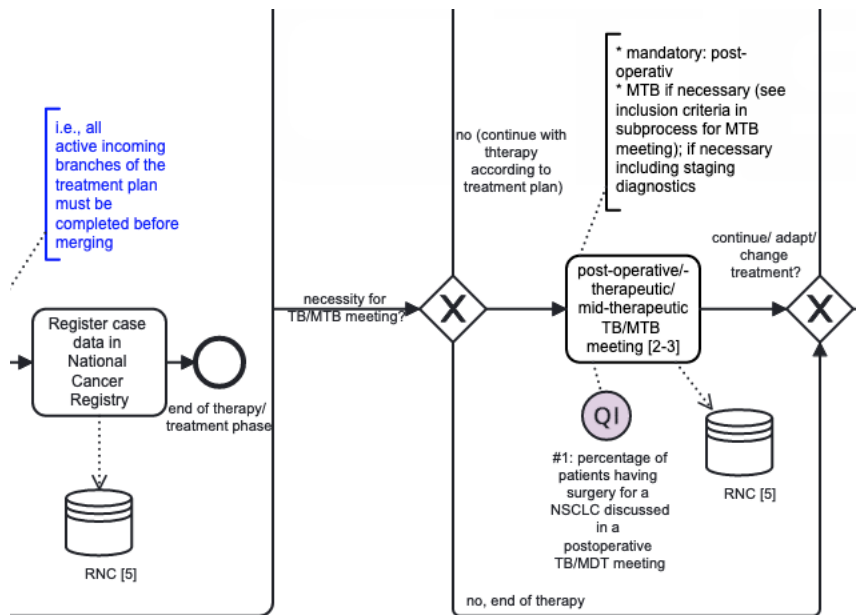 i.e., all
active incoming
branches of the
treatment plan
must be
completed before
merging
Register case
data in
National
Cancer
Registry
end of therapy/
treatment phase
RNC [5]
necessity for
TB/MTB meeting?
no (continue with
thterapy
according to
treatment plan)
X
* mandatory: post-
operativ
* MTB if necessary (see
inclusion criteria in
subprocess for MTB
meeting); if necessary
including staging
diagnostics
post-operative/-
therapeutic/
mid-therapeutic
TB/MTB
meeting [2-3]
QI
#1: percentage of
patients having
surgery for a
NSCLC discussed
in a
postoperative
TB/MDT meeting
RNC [5]
continue/ adapt/
change
treatment?
X
no, end of therapy